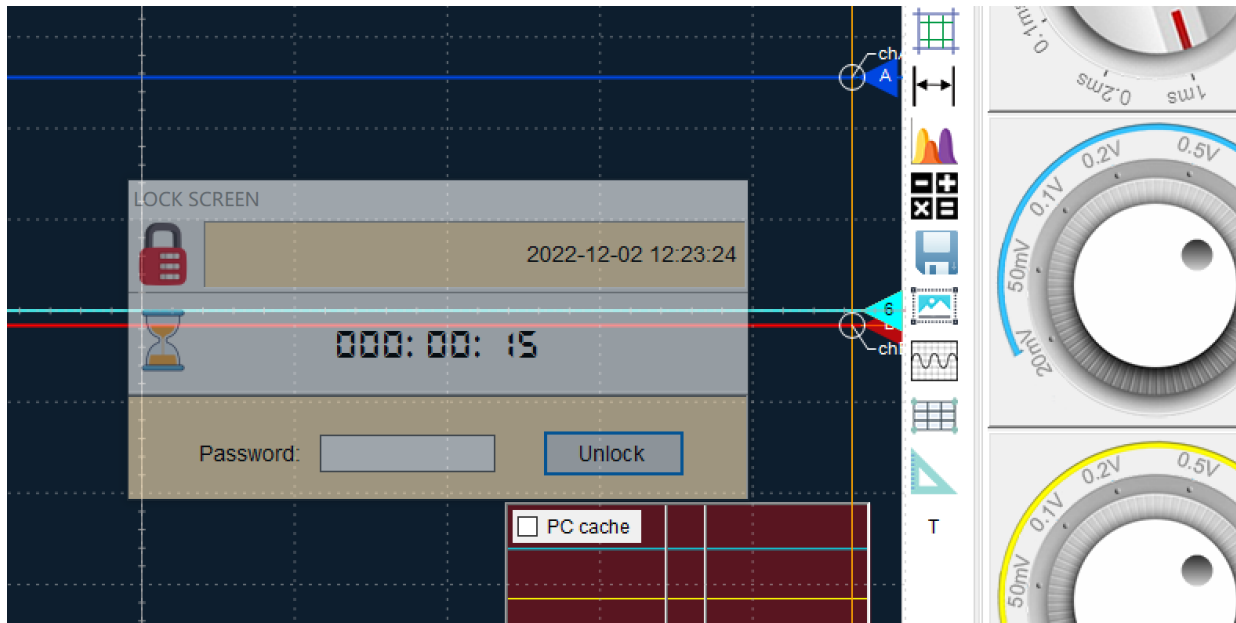 LOCK SCREEN
2022-12-02 12:23:24
000: 00: 15
Password:
Unlock
PC cache
A
6
T
0.1ms
0.2ms
1ms
20mV
50mV
0.1V
0.2V
0.5V
50mV
0.1V
0.2V
0.5V